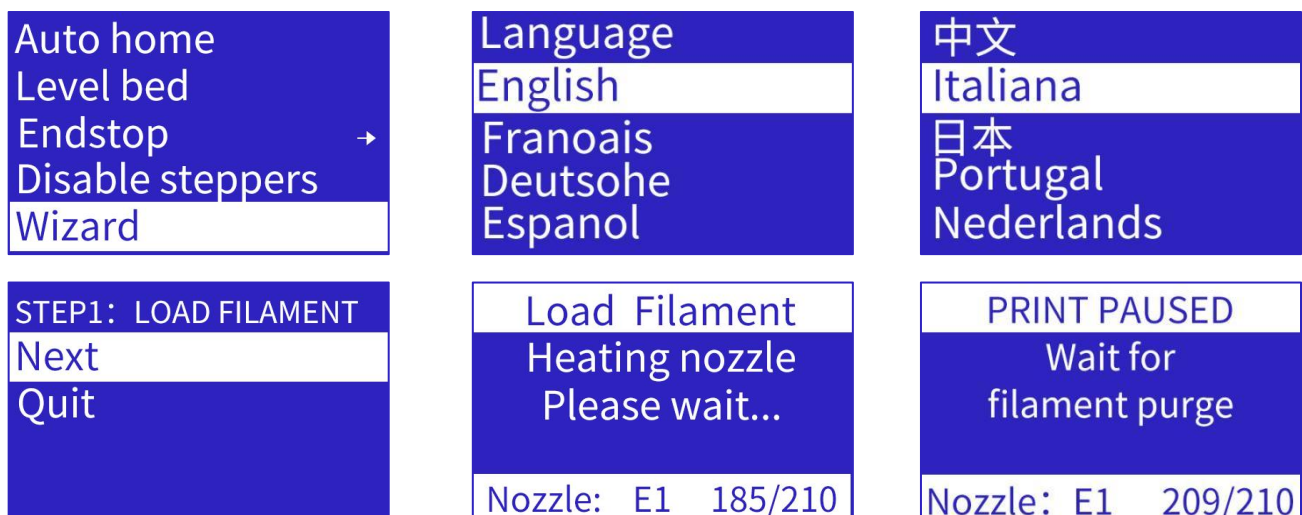 Auto home
Level bed
Endstop →
Disable steppers
Wizard
Language
English
Franoais
Deutsohe
Espanol
中文
Italiana
日本
Portugal
Nederlands
STEP1：LOAD FILAMENT
Next
Quit
Load Filament
Heating nozzle
Please wait...
Nozzle: E1 185/210
PRINT PAUSED
Wait for
filament purge
Nozzle：E1 209/210